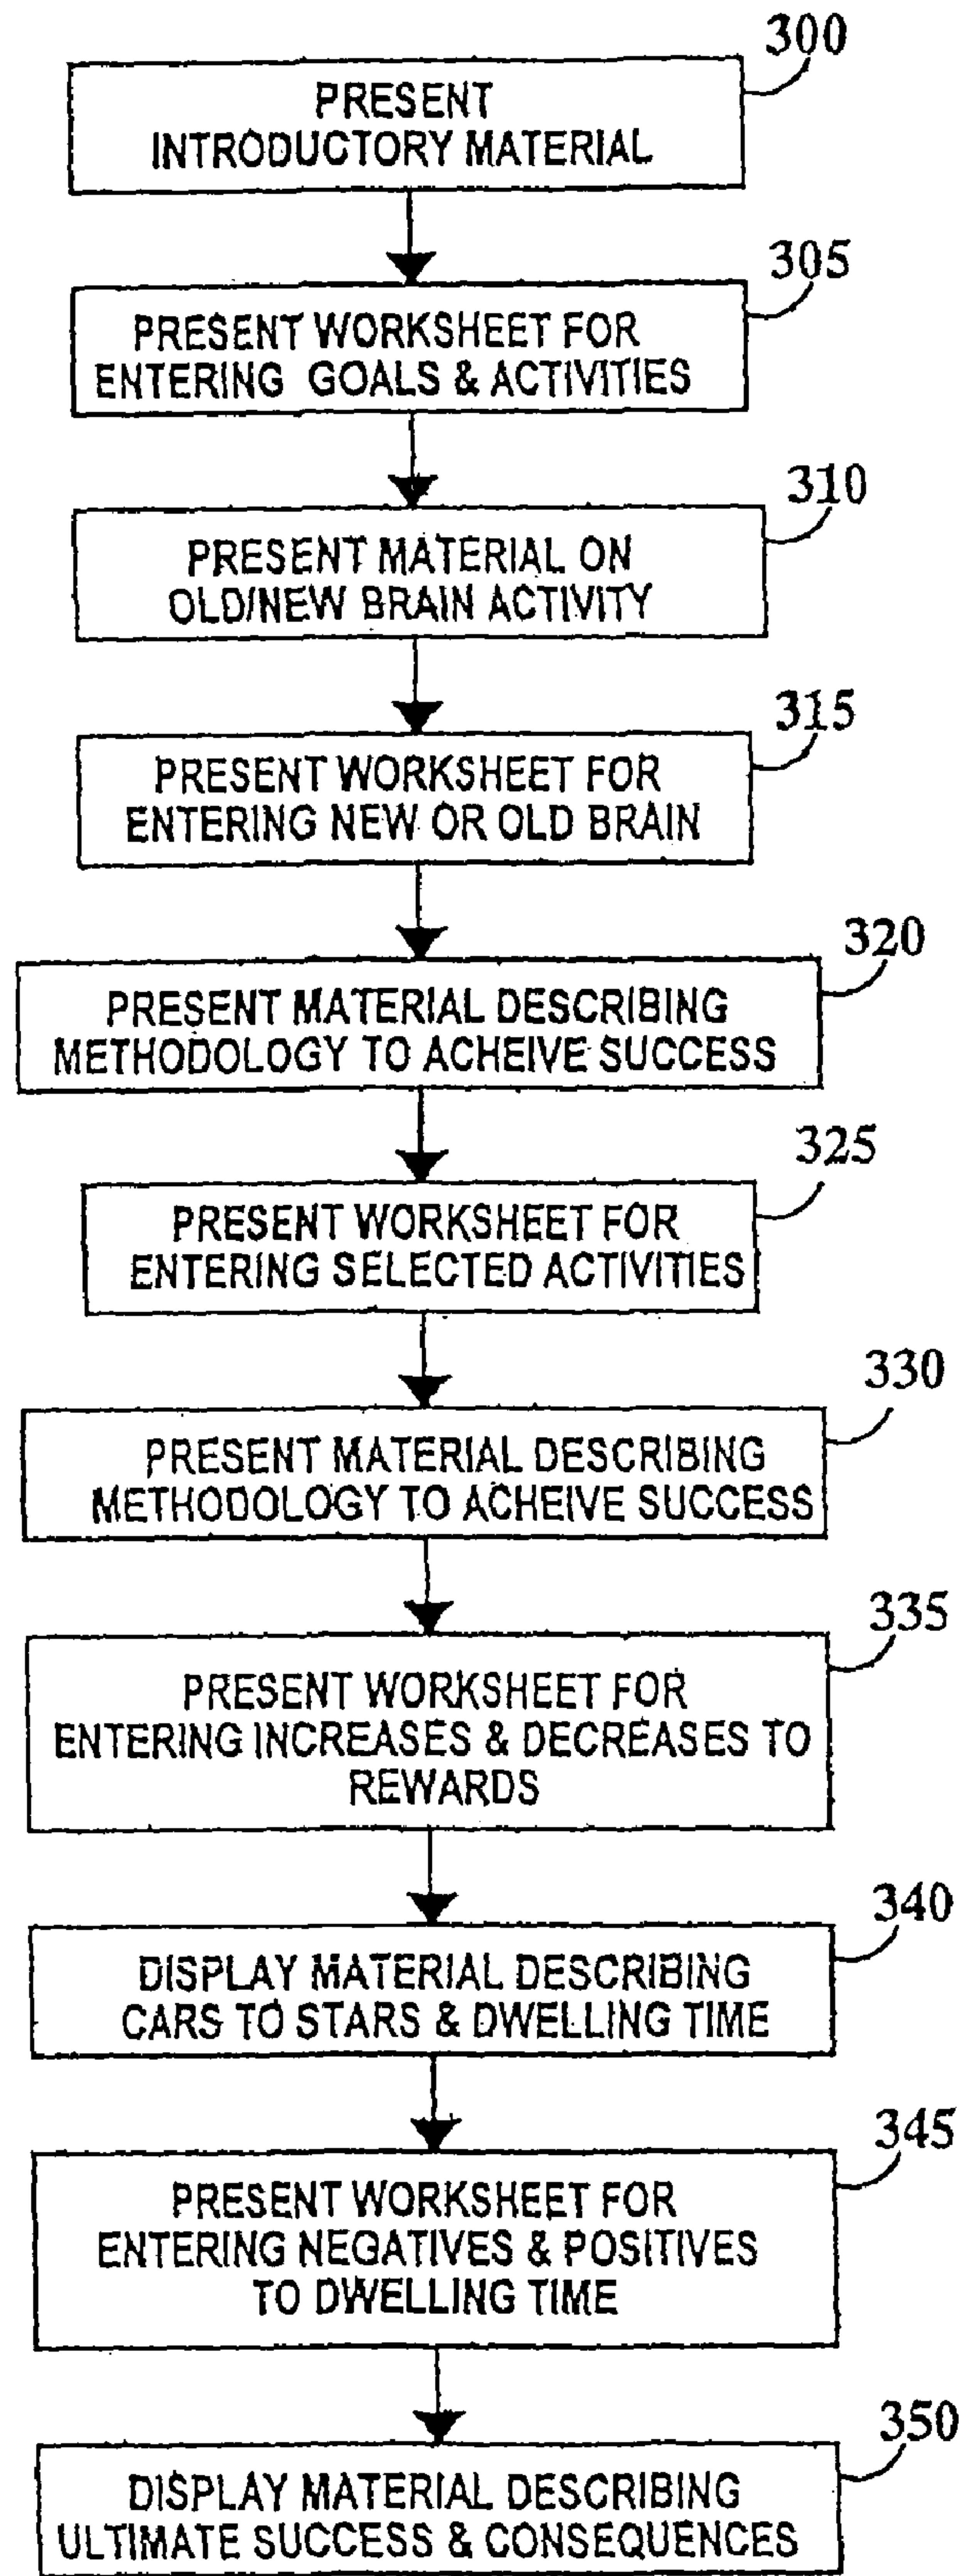 300
PRESENT
INTRODUCTORY MATERIAL
305
PRESENT WORKSHEET FOR
ENTERING GOALS & ACTIVITIES
310
PRESENT MATERIAL ON
OLD/NEW BRAIN ACTIVITY
315
PRESENT WORKSHEET FOR
ENTERING NEW OR OLD BRAIN
320
PRESENT MATERIAL DESCRIBING
METHODOLOGY TO ACHEIVE SUCCESS
325
PRESENT WORKSHEET FOR
ENTERING SELECTED ACTIVITIES
330
PRESENT MATERIAL DESCRIBING
METHODOLOGY TO ACHEIVE SUCCESS
335
PRESENT WORKSHEET FOR
ENTERING INCREASES & DECREASES TO
REWARDS
340
DISPLAY MATERIAL DESCRIBING
CARS TO STARS & DWELLING TIME
345
PRESENT WORKSHEET FOR
ENTERING NEGATIVES & POSITIVES
TO DWELLING TIME
350
DISPLAY MATERIAL DESCRIBING
ULTIMATE SUCCESS & CONSEQUENCES